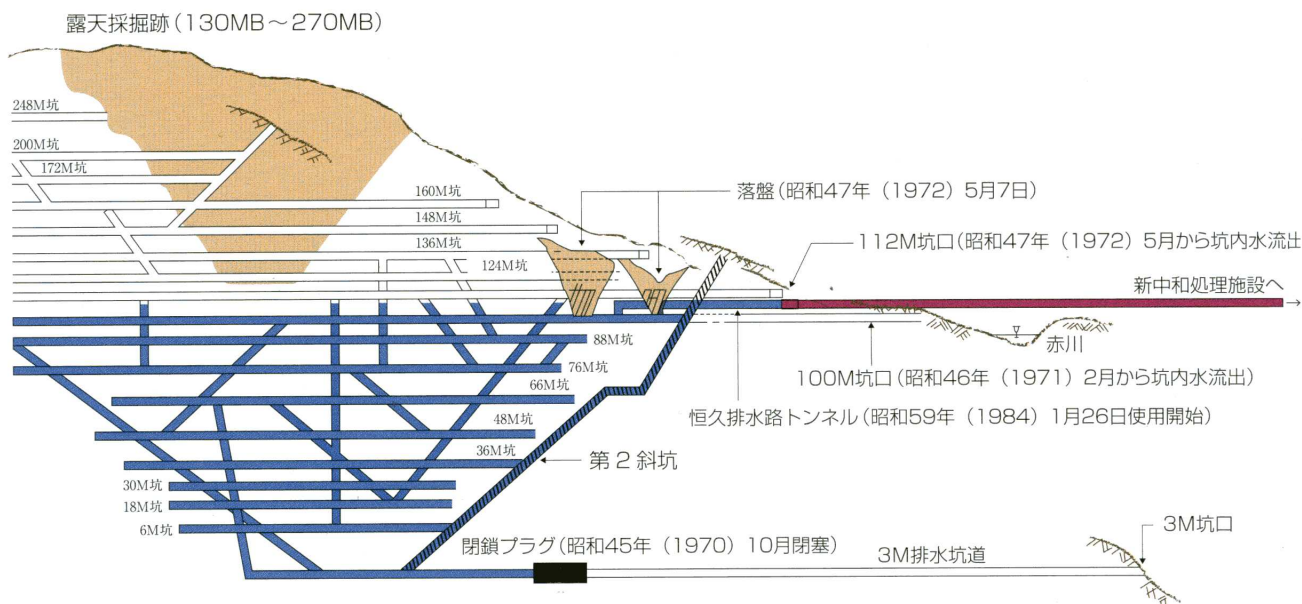 露天採掘跡(130MB～270MB)
248M坑
200M坑
172M坑
160M坑
148M坑
136M坑
124M坑
落盤(昭和47年（1972）5月7日)
112M坑口(昭和47年（1972）5月から坑内水流出
新中和処理施設へ
赤川
88M坑
76M坑
100M坑口(昭和46年（1971）2月から坑内水流出)
66M坑
恒久排水路トンネル(昭和59年（1984）1月26日使用開始)
48M坑
36M坑
第2斜坑
30M坑
18M坑
6M坑
閉鎖プラグ(昭和45年（1970）10月閉塞)
3M排水坑道
3M坑口